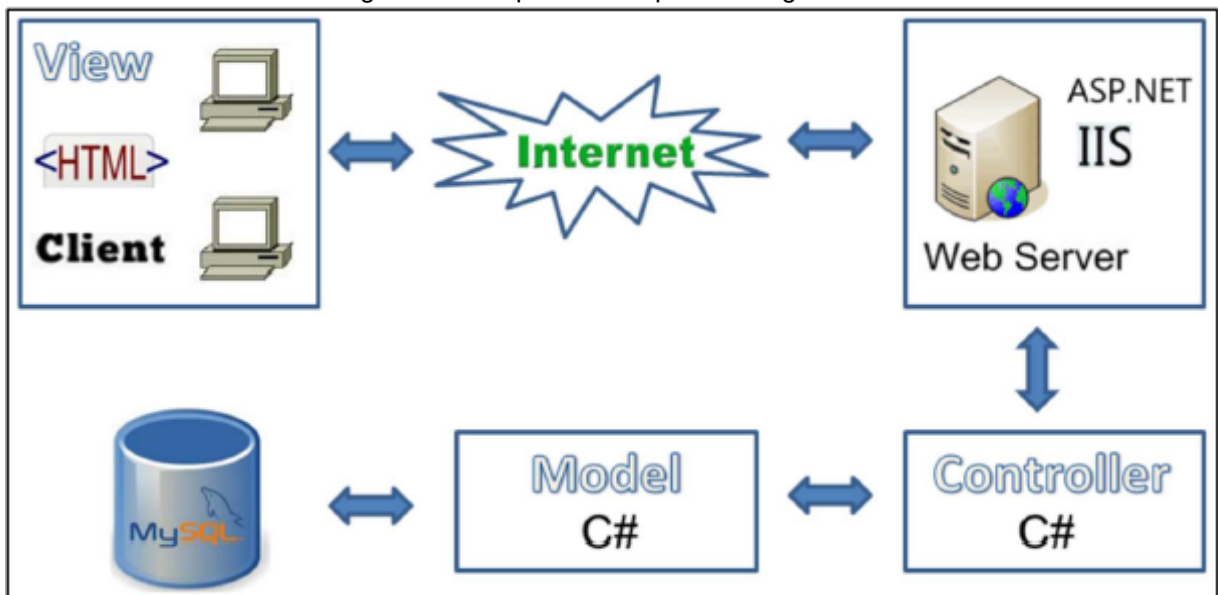 View
<HTML>
Client
Internet
ASP.NET
IIS
Web Server
MySQL
Model
C#
Controller
C#